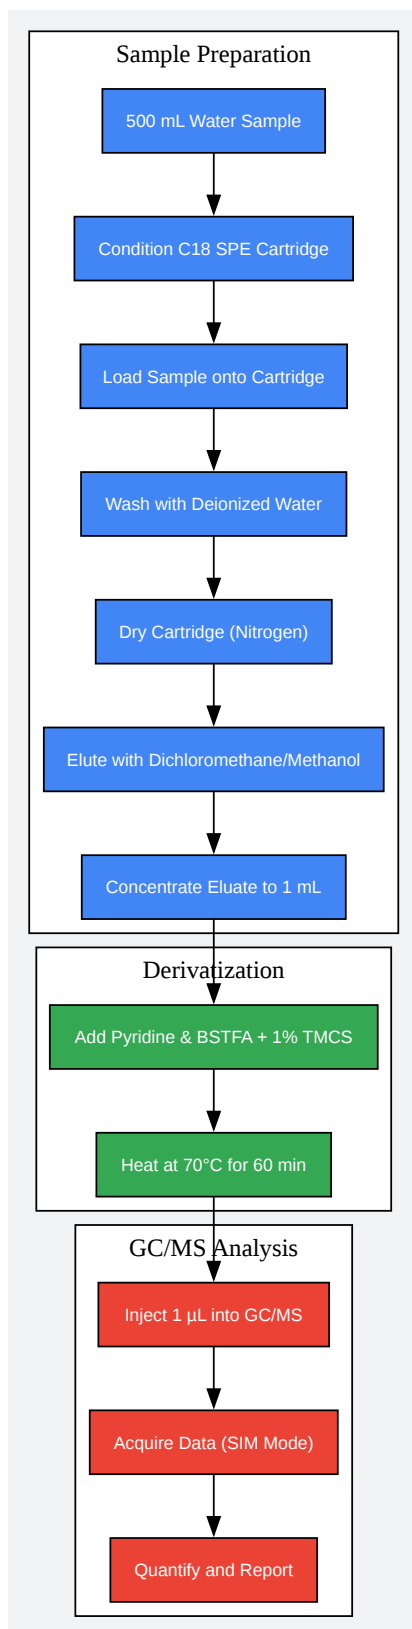 Sample Preparation
500 mL Water Sample
Condition C18 SPE Cartridge
Load Sample onto Cartridge
Wash with Deionized Water
Dry Cartridge (Nitrogen)
Elute with Dichloromethane/Methanol
Concentrate Eluate to 1 mL
Derivatization
Add Pyridine & BSTFA + 1% TMCS
Heat at 70°C for 60 min
GC/MS Analysis
Inject 1 µL into GC/MS
Acquire Data (SIM Mode)
Quantify and Report